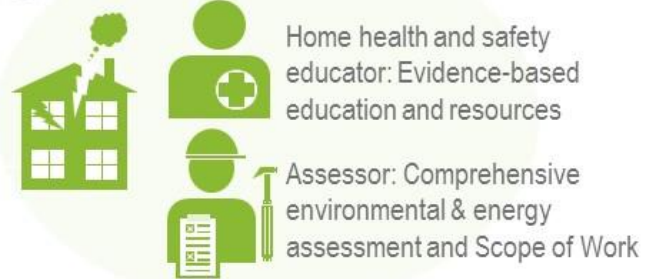 Home health and safety
educator: Evidence-based
education and resources
Assessor: Comprehensive
environmental & energy
assessment and Scope of Work